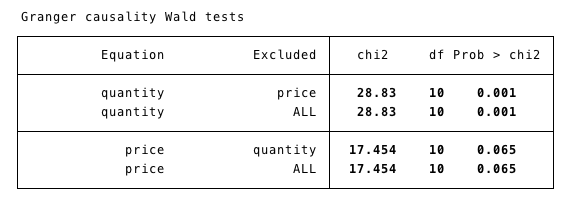 Granger causality Wald tests
Equation Excluded chi2 df Prob > chi2
quantity price 28.83 10 0.001
quantity ALL 28.83 10 0.001
price quantity 17.454 10 0.065
price ALL 17.454 10 0.065